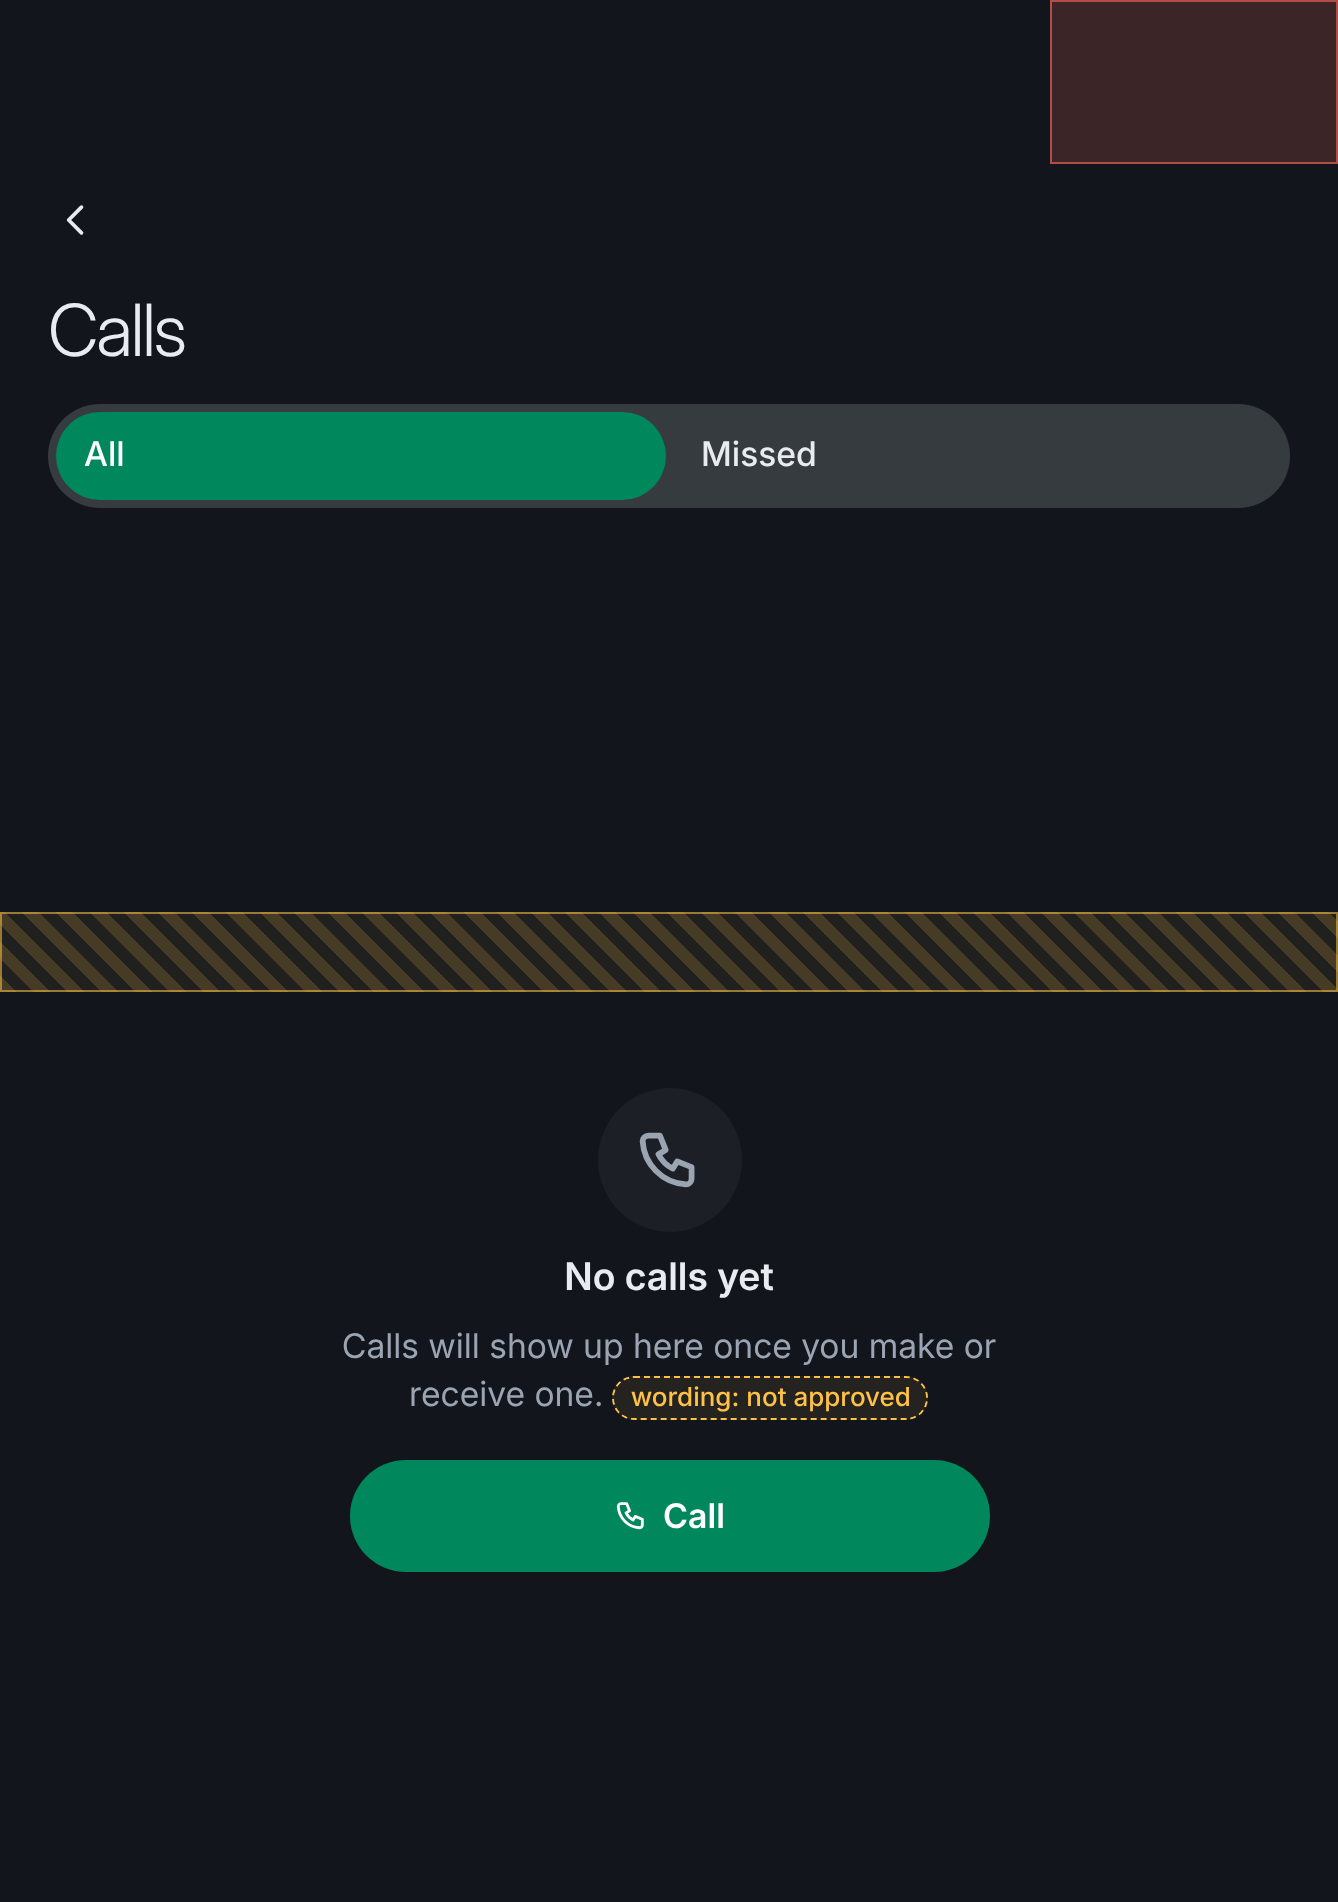 Calls
All
Missed
No calls yet
Calls will show up here once you make or
receive one. wording: not approved
Call